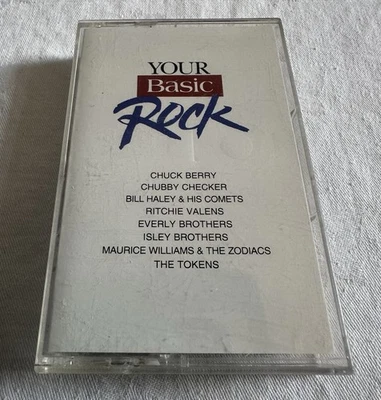 YOUR
Basic
Rock
CHUCK BERRY
CHUBBY CHECKER
BILL HALEY & HIS COMETS
RITCHIE VALENS
EVERLY BROTHERS
ISLEY BROTHERS
MAURICE WILLIAMS & THE ZODIACS
THE TOKENS